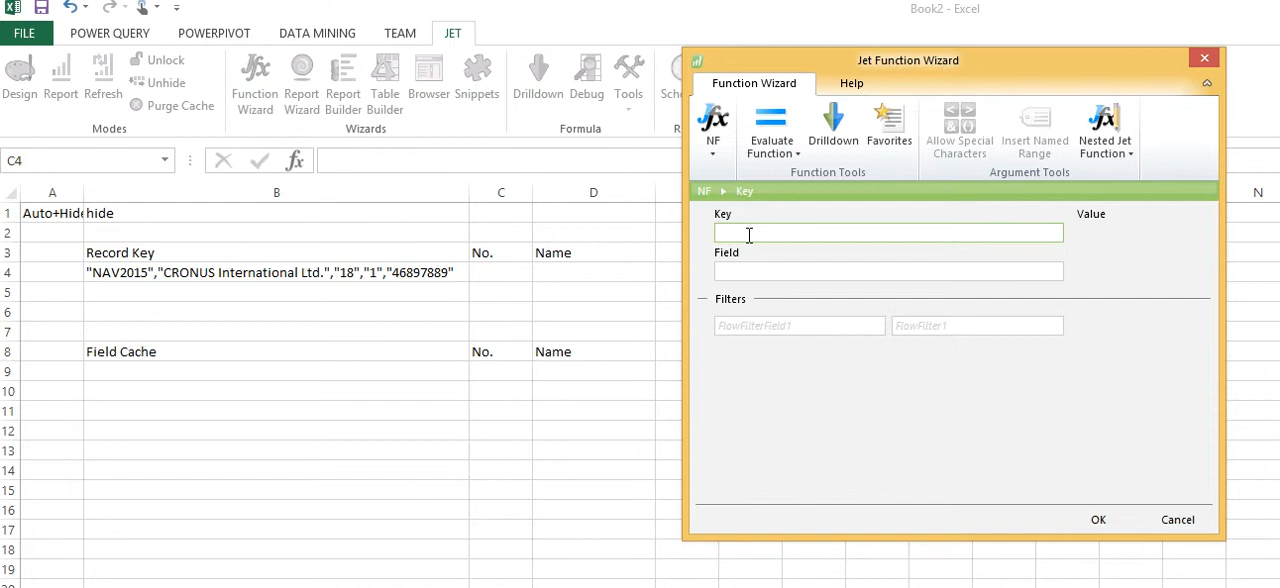 Book2 - Excel
FILE POWER QUERY POWERPIVOT DATA MINING TEAM JET
Unlock
Unhide
Purge Cache
Design Report Refresh
Function Wizard
Report Wizard
Report Builder
Table Builder
Browser Snippets
Drilldown Debug Tools
Modes Wizards Formula
C4
fx
A B C D N
1 Auto+Hide hide
2
3 Record Key No. Name
4 "NAV2015","CRONUS International Ltd.","18","1","46897889"
5
6
7
8 Field Cache No. Name
9
10
11
12
13
14
15
16
17
18
19
Jet Function Wizard
Function Wizard Help
Jfx
NF
Evaluate Function
Drilldown
Favorites
Allow Special Characters
Insert Named Range
Jfx
Nested Jet Function
Function Tools Argument Tools
NF Key
Key Value
Field
Filters
FlowFilterField1 FlowFilter1
OK Cancel